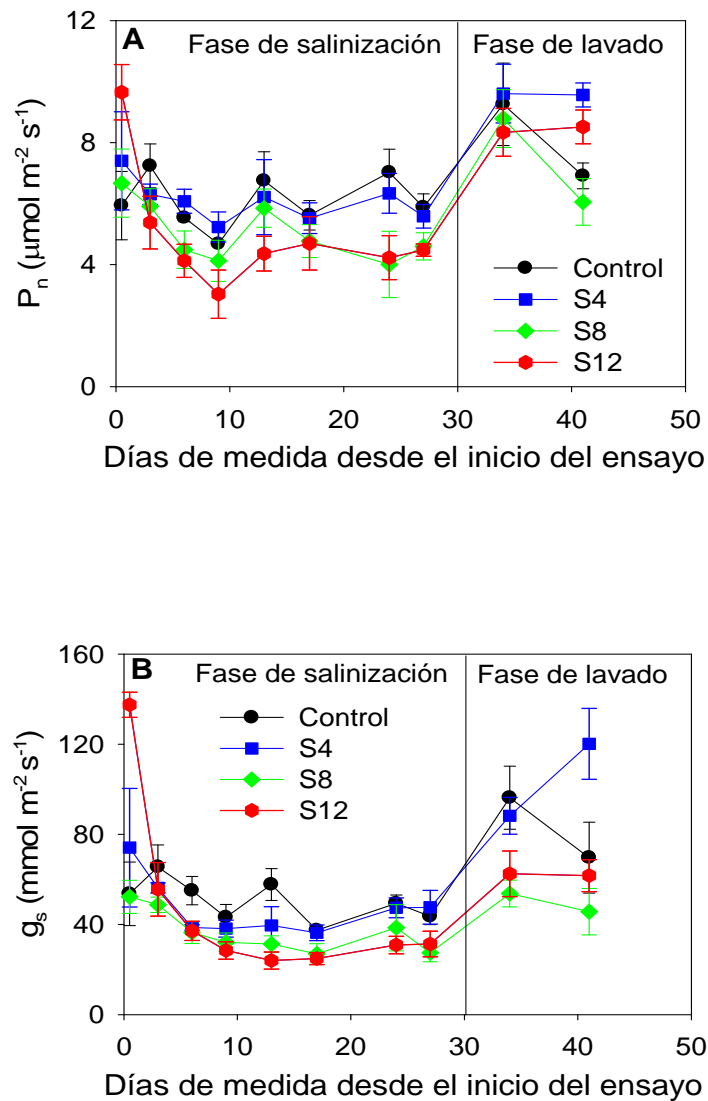 12
A
Fase de salinización
Fase de lavado
8
4
0
Pn (μmol m-2 s-1)
Control
S4
S8
S12
0
10
20
30
40
50
Días de medida desde el inicio del ensayo
160
B
Fase de salinización
Fase de lavado
Control
S4
S8
S12
120
80
40
0
gs (mmol m-2 s-1)
0
10
20
30
40
50
Días de medida desde el inicio del ensayo